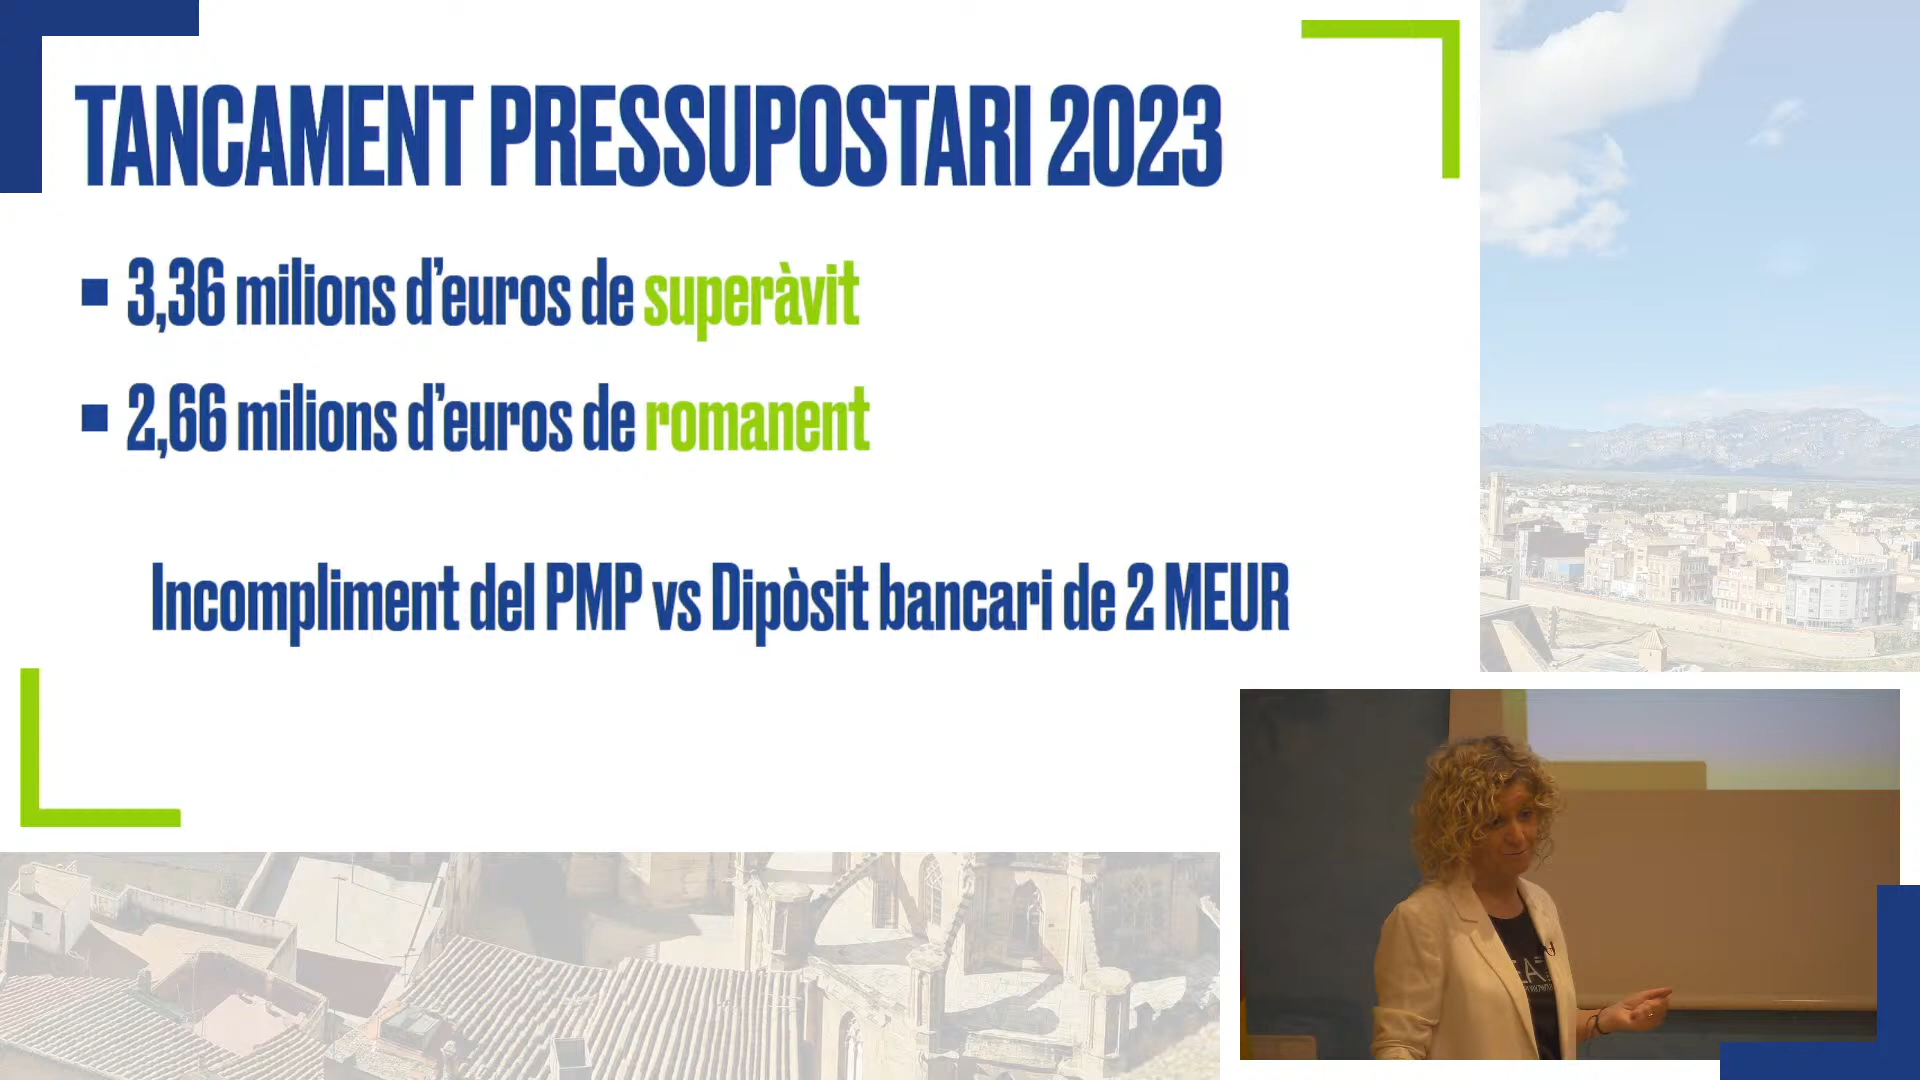 TANCAMENT PRESSUPOSTARI 2023
▪ 3,36 milions d’euros de superàvit
▪ 2,66 milions d’euros de romanent
Incompliment del PMP vs Dipòsit bancari de 2 MEUR